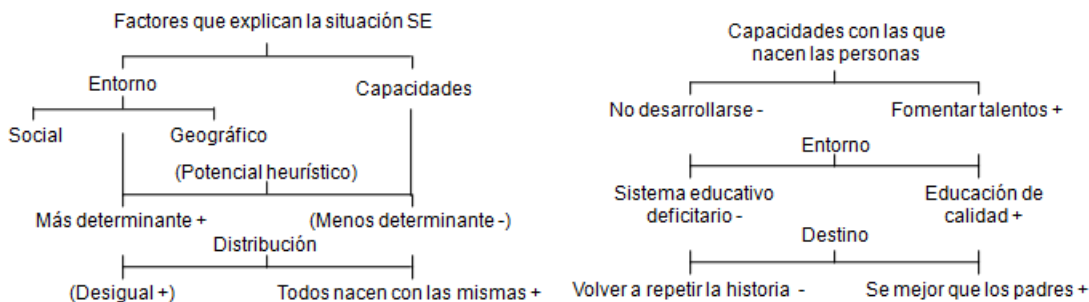 Factores que explican la situación SE
Entorno
Capacidades
Social
Geográfico
(Potencial heurístico)
Más determinante +
(Menos determinante -)
Distribución
(Desigual +)
Todos nacen con las mismas +
Capacidades con las que
nacen las personas
No desarrollarse -
Fomentar talentos +
Entorno
Sistema educativo
deficitario -
Educación de
calidad +
Destino
Volver a repetir la historia -
Se mejor que los padres +